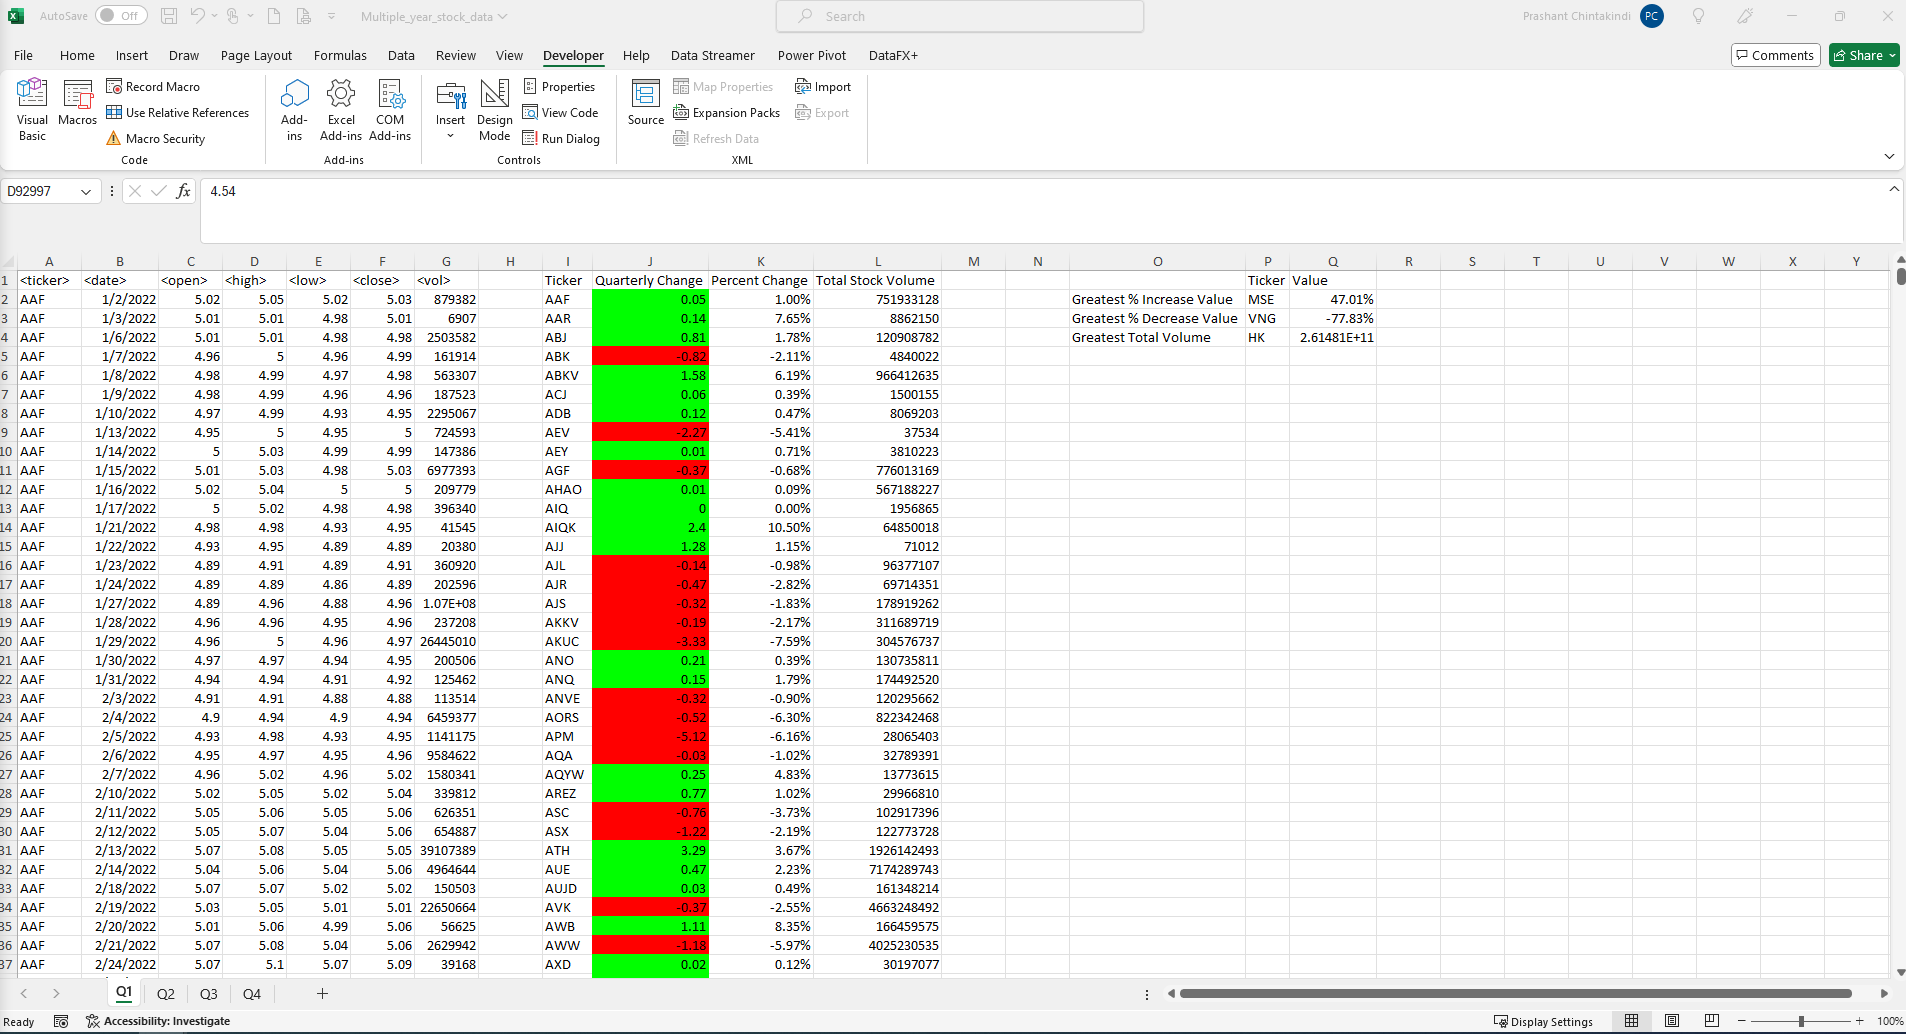 AutoSave Off Multiple_year_stock_data Search Prashant Chintakindi PC
File Home Insert Draw Page Layout Formulas Data Review View Developer Help Data Streamer Power Pivot DataFX+ Comments Share
Visual Basic
Macros
Record Macro
Use Relative References
Macro Security
Code
Add-ins
Excel Add-ins
COM Add-ins
Add-ins
Insert
Design Mode
Properties
View Code
Run Dialog
Controls
Source
Map Properties
Expansion Packs
Refresh Data
Import
Export
XML
D92997 fx 4.54
A B C D E F G H I J K L M N O P Q R S T U V W X Y
1 <ticker> <date> <open> <high> <low> <close> <vol> Ticker Quarterly Change Percent Change Total Stock Volume Ticker Value
2 AAF 1/2/2022 5.02 5.05 5.02 5.03 879382 AAF 0.05 1.00% 751933128 Greatest % Increase Value MSE 47.01%
3 AAF 1/3/2022 5.01 5.01 4.98 5.01 6907 AAR 0.14 7.65% 8862150 Greatest % Decrease Value VNG -77.83%
4 AAF 1/6/2022 5.01 5.01 4.98 4.98 2503582 ABJ 0.81 1.78% 120908782 Greatest Total Volume HK 2.61481E+11
5 AAF 1/7/2022 4.96 5 4.96 4.99 161914 ABK -0.82 -2.11% 4840022
6 AAF 1/8/2022 4.98 4.99 4.97 4.98 563307 ABKV 1.58 6.19% 966412635
7 AAF 1/9/2022 4.98 4.99 4.96 4.96 187523 ACJ 0.06 0.39% 1500155
8 AAF 1/10/2022 4.97 4.99 4.93 4.95 2295067 ADB 0.12 0.47% 8069203
9 AAF 1/13/2022 4.95 5 4.95 5 724593 AEV -2.27 -5.41% 37534
10 AAF 1/14/2022 5 5.03 4.99 4.99 147386 AEY 0.01 0.71% 3810223
11 AAF 1/15/2022 5.01 5.03 4.98 5.03 6977393 AGF -0.37 -0.68% 776013169
12 AAF 1/16/2022 5.02 5.04 5 5 209779 AHAO 0.01 0.09% 567188227
13 AAF 1/17/2022 5 5.02 4.98 4.98 396340 AIQ 0 0.00% 1956865
14 AAF 1/21/2022 4.98 4.98 4.93 4.95 41545 AIQK 2.4 10.50% 64850018
15 AAF 1/22/2022 4.93 4.95 4.89 4.89 20380 AJJ 1.28 1.15% 71012
16 AAF 1/23/2022 4.89 4.91 4.89 4.91 360920 AJL -0.14 -0.98% 96377107
17 AAF 1/24/2022 4.89 4.89 4.86 4.89 202596 AJR -0.47 -2.82% 69714351
18 AAF 1/27/2022 4.89 4.96 4.88 4.96 1.07E+08 AJS -0.32 -1.83% 178919262
19 AAF 1/28/2022 4.96 4.96 4.95 4.96 237208 AKKV -0.19 -2.17% 311689719
20 AAF 1/29/2022 4.96 5 4.96 4.97 26445010 AKUC -3.33 -7.59% 304576737
21 AAF 1/30/2022 4.97 4.97 4.94 4.95 200506 ANO 0.21 0.39% 130735811
22 AAF 1/31/2022 4.94 4.94 4.91 4.92 125462 ANQ 0.15 1.79% 174492520
23 AAF 2/3/2022 4.91 4.91 4.88 4.88 113514 ANVE -0.32 -0.90% 120295662
24 AAF 2/4/2022 4.9 4.94 4.9 4.94 6459377 AORS -0.52 -6.30% 822342468
25 AAF 2/5/2022 4.93 4.98 4.93 4.95 1141175 APM -5.12 -6.16% 28065403
26 AAF 2/6/2022 4.95 4.97 4.95 4.96 9584622 AQA -0.03 -1.02% 32789391
27 AAF 2/7/2022 4.96 5.02 4.96 5.02 1580341 AQYW 0.25 4.83% 13773615
28 AAF 2/10/2022 5.02 5.05 5.02 5.04 339812 AREZ 0.77 1.02% 29966810
29 AAF 2/11/2022 5.05 5.06 5.05 5.06 626351 ASC -0.76 -3.73% 102917396
30 AAF 2/12/2022 5.05 5.07 5.04 5.06 654887 ASX -1.22 -2.19% 122773728
31 AAF 2/13/2022 5.07 5.08 5.05 5.05 39107389 ATH 3.29 3.67% 1926142493
32 AAF 2/14/2022 5.04 5.06 5.04 5.06 4964644 AUE 0.47 2.23% 7174289743
33 AAF 2/18/2022 5.07 5.07 5.02 5.02 150503 AUJD 0.03 0.49% 161348214
34 AAF 2/19/2022 5.03 5.05 5.01 5.01 22650664 AVK -0.37 -2.55% 4663248492
35 AAF 2/20/2022 5.01 5.06 4.99 5.06 56625 AWB 1.11 8.35% 166459575
36 AAF 2/21/2022 5.07 5.08 5.04 5.06 2629942 AWW -1.18 -5.97% 4025230535
37 AAF 2/24/2022 5.07 5.1 5.07 5.09 39168 AXD 0.02 0.12% 30197077
Q1 Q2 Q3 Q4
Ready Accessibility: Investigate Display Settings 100%